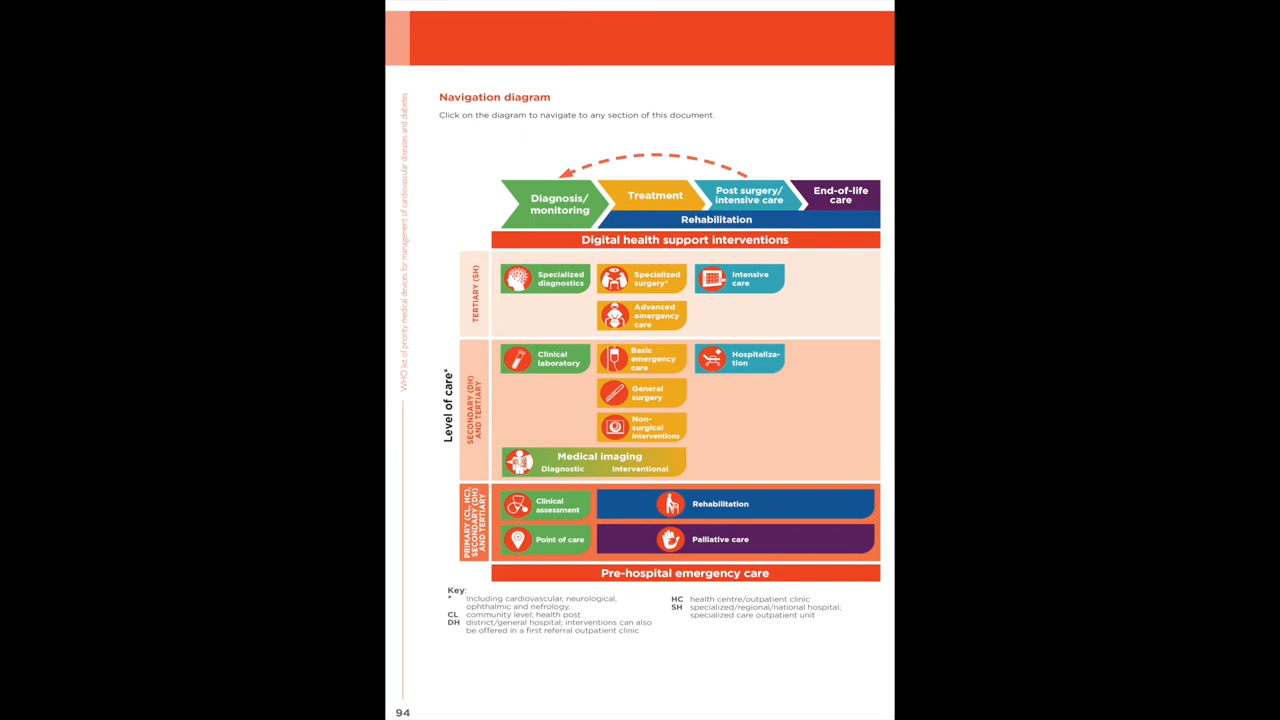 Navigation diagram
Click on the diagram to navigate to any section of this document.
WHO list of priority medical devices for management of cardiovascular diseases and diabetes
Diagnosis/
monitoring
Treatment
Post surgery/
intensive care
End-of-life
care
Rehabilitation
Digital health support interventions
Level of care*
TERTIARY (SH)
Specialized
diagnostics
Specialized
surgery*
Intensive
care
Advanced
emergency
care
SECONDARY (DH)
AND TERTIARY
Clinical
laboratory
Basic
emergency
care
Hospitaliza-
tion
General
surgery
Non-
surgical
interventions
Medical imaging
Diagnostic Interventional
PRIMARY (CL, HC),
SECONDARY (DH)
AND TERTIARY
Clinical
assessment
Rehabilitation
Point of care
Palliative care
Pre-hospital emergency care
Key:
* Including cardiovascular, neurological,
ophthalmic and nefrology.
CL community level; health post
DH district/general hospital; interventions can also
be offered in a first referral outpatient clinic
HC health centre/outpatient clinic
SH specialized/regional/national hospital;
specialized care outpatient unit
94